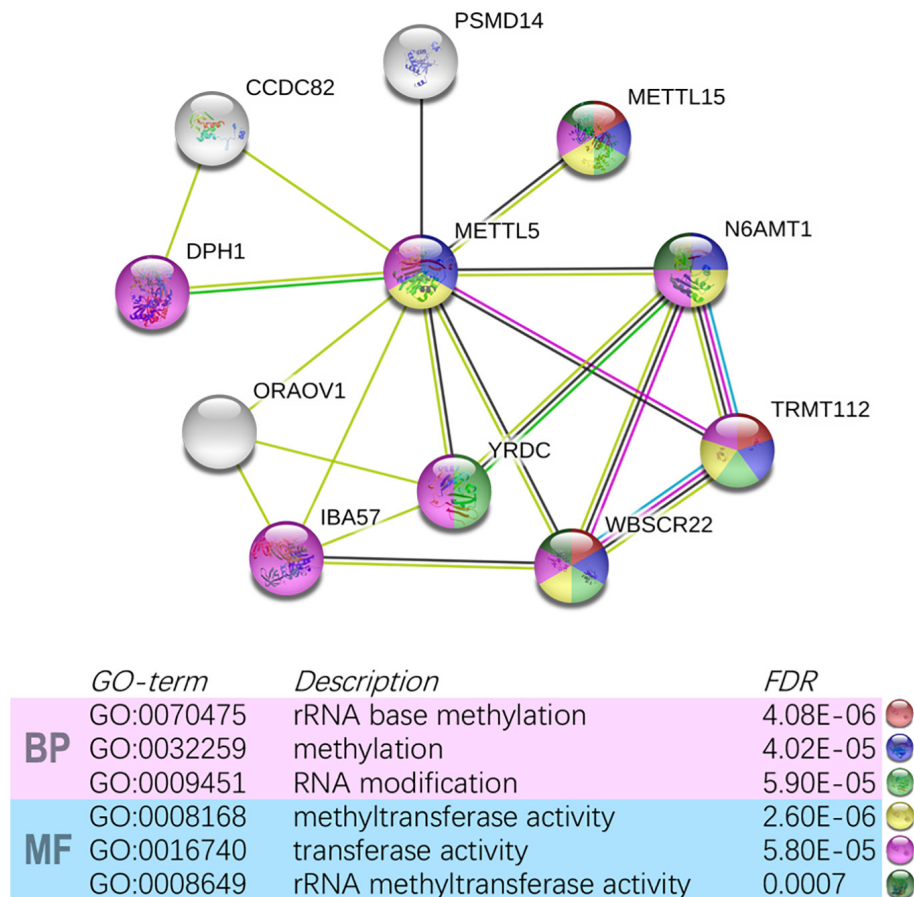 PSMD14
CCDC82
METTL15
METTL5
N6AMT1
DPH1
ORAOV1
TRMT112
YRDC
IBA57
WBSCR22
GO-term Description FDR
BP
GO:0070475 rRNA base methylation 4.08E-06
GO:0032259 methylation 4.02E-05
GO:0009451 RNA modification 5.90E-05
MF
GO:0008168 methyltransferase activity 2.60E-06
GO:0016740 transferase activity 5.80E-05
GO:0008649 rRNA methyltransferase activity 0.0007